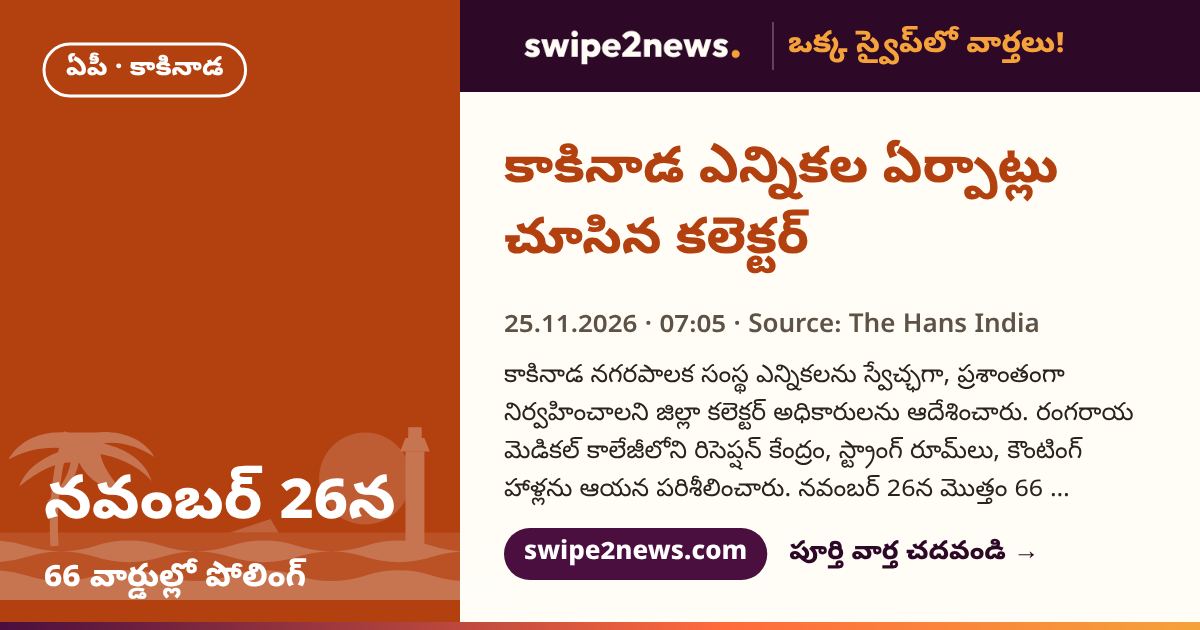 ఏపీ · కాకినాడ
నవంబర్ 26న
66 వార్డుల్లో పోలింగ్
swipe2news.
ఒక్క స్వైప్‌లో వార్తలు!
కాకినాడ ఎన్నికల ఏర్పాట్లు
చూసిన కలెక్టర్
25.11.2026 · 07:05 · Source: The Hans India
కాకినాడ నగరపాలక సంస్థ ఎన్నికలను స్వేచ్ఛగా, ప్రశాంతంగా
నిర్వహించాలని జిల్లా కలెక్టర్ అధికారులను ఆదేశించారు. రంగరాయ
మెడికల్ కాలేజీలోని రిసెప్షన్ కేంద్రం, స్ట్రాంగ్ రూమ్‌లు, కౌంటింగ్
హాళ్లను ఆయన పరిశీలించారు. నవంబర్ 26న మొత్తం 66 ...
swipe2news.com
పూర్తి వార్త చదవండి →